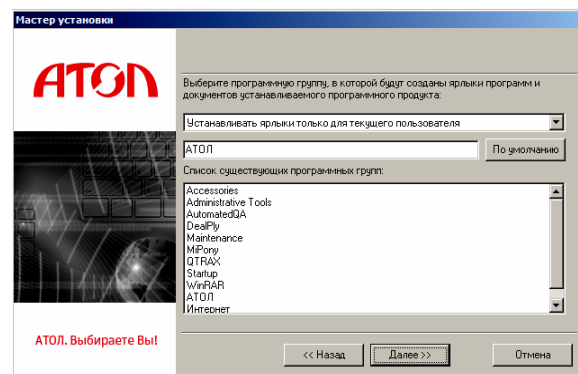 Мастер установки
АТОЛ
Выберите программную группу, в которой будут созданы ярлыки программ и
документов устанавливаемого программного продукта:
Устанавливать ярлыки только для текущего пользователя
АТОЛ
По умолчанию
Список существующих программных групп:
Accessories
Administrative Tools
AutomatedQA
DealPly
Maintenance
MiPony
QTRAX
Startup
WinRAR
АТОЛ
Интернет
АТОЛ. Выбираете Вы!
<< Назад
Далее >>
Отмена